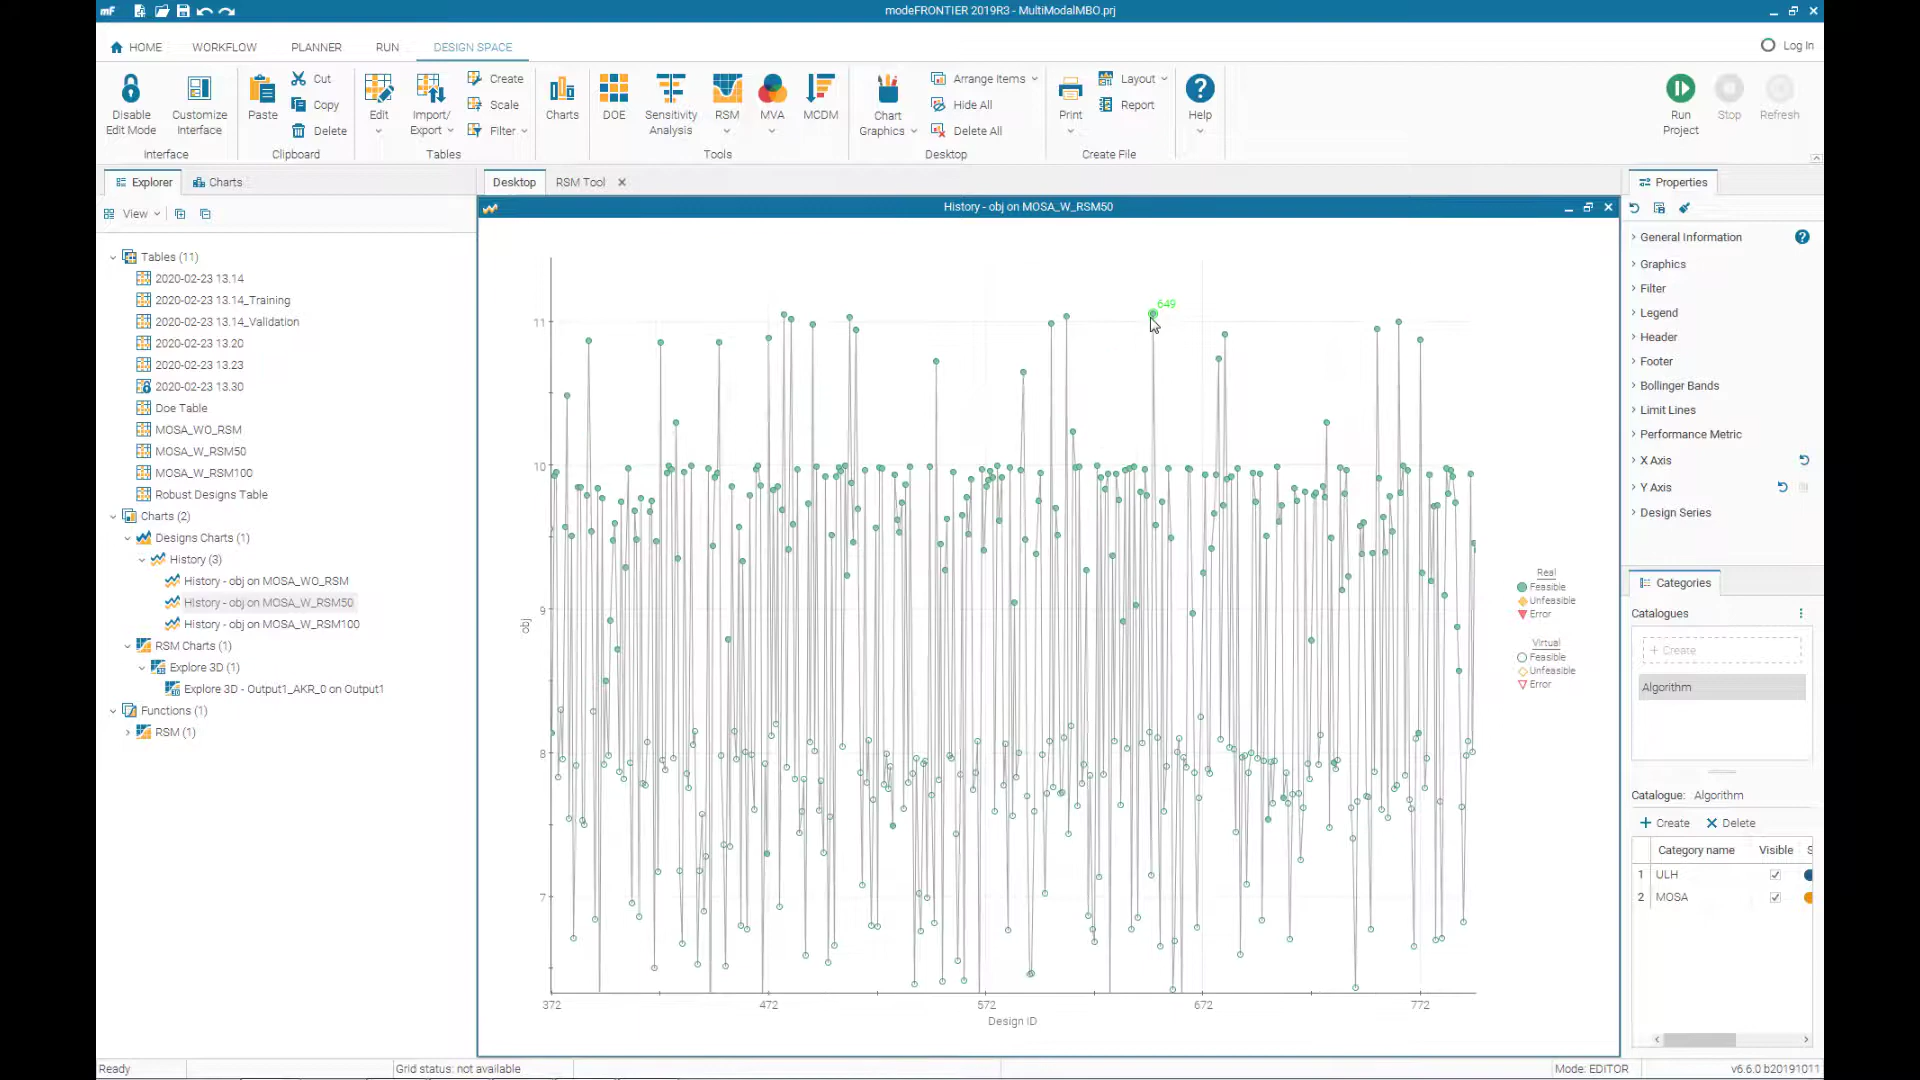 mF
modeFRONTIER 2019R3 - MultiModalMBO.prj
HOME WORKFLOW PLANNER RUN DESIGN SPACE
Log In
Disable Edit Mode
Customize Interface
Interface
Paste
Cut
Copy
Delete
Clipboard
Edit
Import/ Export
Create
Scale
Filter
Tables
Charts
DOE
Sensitivity Analysis
RSM
MVA
MCDM
Tools
Chart Graphics
Arrange Items
Hide All
Delete All
Desktop
Print
Layout
Report
Create File
Help
Run Project
Stop
Refresh
Explorer Charts
View
Tables (11)
2020-02-23 13.14
2020-02-23 13.14_Training
2020-02-23 13.14_Validation
2020-02-23 13.20
2020-02-23 13.23
2020-02-23 13.30
Doe Table
MOSA_WO_RSM
MOSA_W_RSM50
MOSA_W_RSM100
Robust Designs Table
Charts (2)
Designs Charts (1)
History (3)
History - obj on MOSA_WO_RSM
History - obj on MOSA_W_RSM50
History - obj on MOSA_W_RSM100
RSM Charts (1)
Explore 3D (1)
Explore 3D - Output1_AKR_0 on Output1
Functions (1)
RSM (1)
Desktop RSM Tool
History - obj on MOSA_W_RSM50
649
11
10
9
8
7
obj
372 472 572 672 772
Design ID
Real
Feasible
Unfeasible
Error
Virtual
Feasible
Unfeasible
Error
Properties
General Information
Graphics
Filter
Legend
Header
Footer
Bollinger Bands
Limit Lines
Performance Metric
X Axis
Y Axis
Design Series
Categories
Catalogues
+ Create
Algorithm
Catalogue: Algorithm
Create Delete
Category name Visible S
1 ULH
2 MOSA
Ready
Grid status: not available
Mode: EDITOR
v6.6.0 b20191011